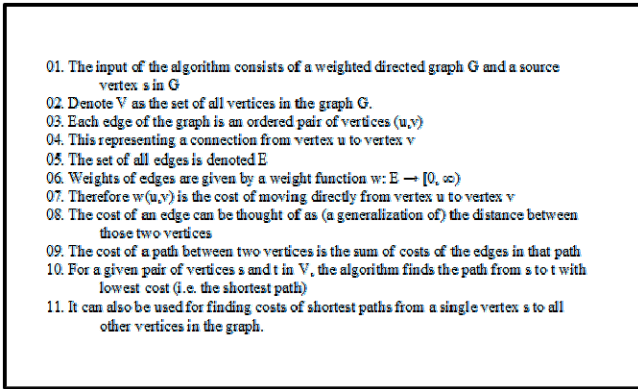 01. The input of the algorithm consists of a weighted directed graph G and a source
vertex s in G
02. Denote V as the set of all vertices in the graph G.
03. Each edge of the graph is an ordered pair of vertices (u,v)
04. This representing a connection from vertex u to vertex v
05. The set of all edges is denoted E
06. Weights of edges are given by a weight function w: E → [0, ∞)
07. Therefore w(u,v) is the cost of moving directly from vertex u to vertex v
08. The cost of an edge can be thought of as (a generalization of) the distance between
those two vertices
09. The cost of a path between two vertices is the sum of costs of the edges in that path
10. For a given pair of vertices s and t in V, the algorithm finds the path from s to t with
lowest cost (i.e. the shortest path)
11. It can also be used for finding costs of shortest paths from a single vertex s to all
other vertices in the graph.